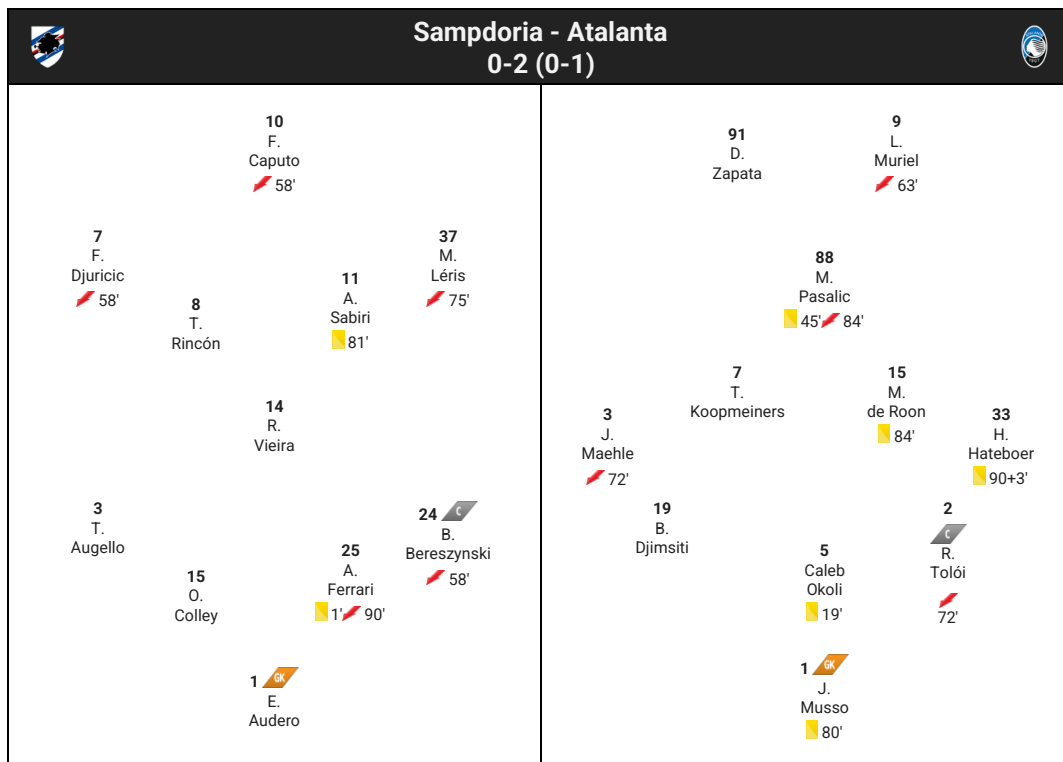 Sampdoria - Atalanta
0-2 (0-1)
10
F.
Caputo
58'
7
F.
Djuricic
58'
37
M.
Léris
75'
11
A.
Sabiri
81'
8
T.
Rincón
14
R.
Vieira
3
T.
Augello
24 C
B.
Bereszynski
58'
25
A.
Ferrari
1' 90'
15
O.
Colley
1 GK
E.
Audero
91
D.
Zapata
9
L.
Muriel
63'
88
M.
Pasalic
45' 84'
7
T.
Koopmeiners
15
M.
de Roon
84'
3
J.
Maehle
72'
33
H.
Hateboer
90+3'
19
B.
Djimsiti
2
C
R.
Tolói
72'
5
Caleb
Okoli
19'
1 GK
J.
Musso
80'